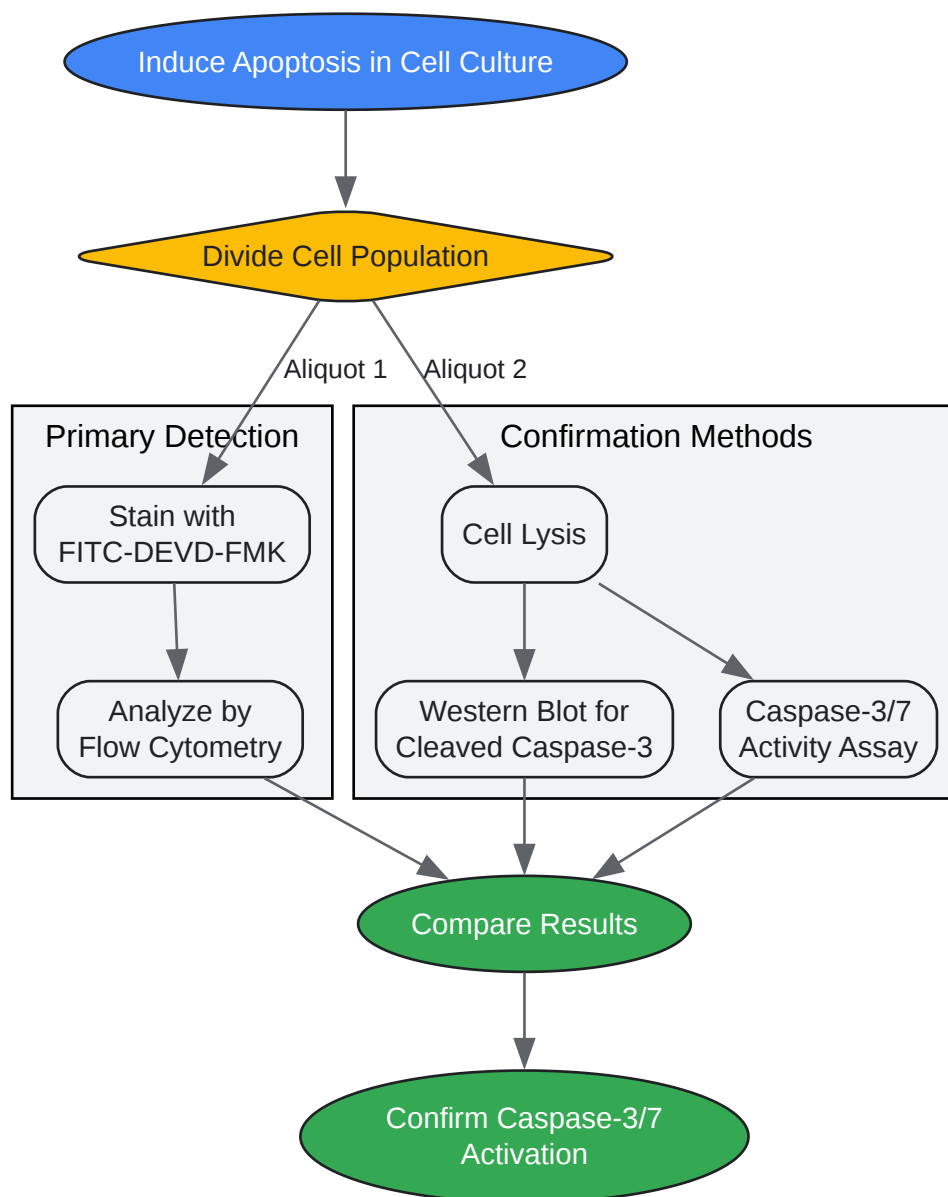 Induce Apoptosis in Cell Culture
Divide Cell Population
Aliquot 1
Aliquot 2
Primary Detection
Confirmation Methods
Stain with
FITC-DEVD-FMK
Cell Lysis
Analyze by
Flow Cytometry
Western Blot for
Cleaved Caspase-3
Caspase-3/7
Activity Assay
Compare Results
Confirm Caspase-3/7
Activation